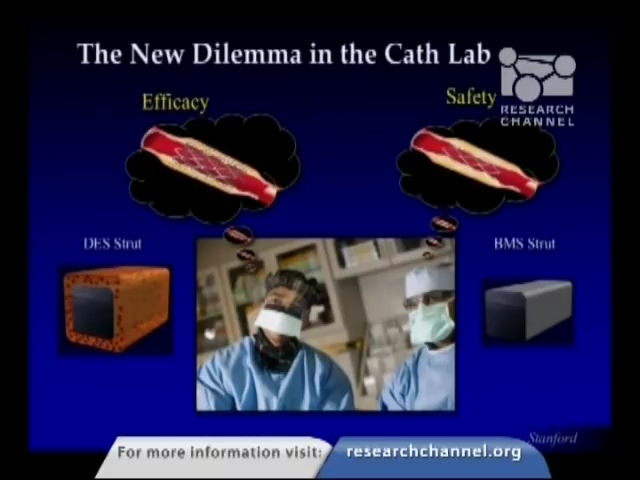 The New Dilemma in the Cath Lab
RESEARCH
CHANNEL
Efficacy
Safety
DES Strut
BMS Strut
Stanford
For more information visit:
researchchannel.org